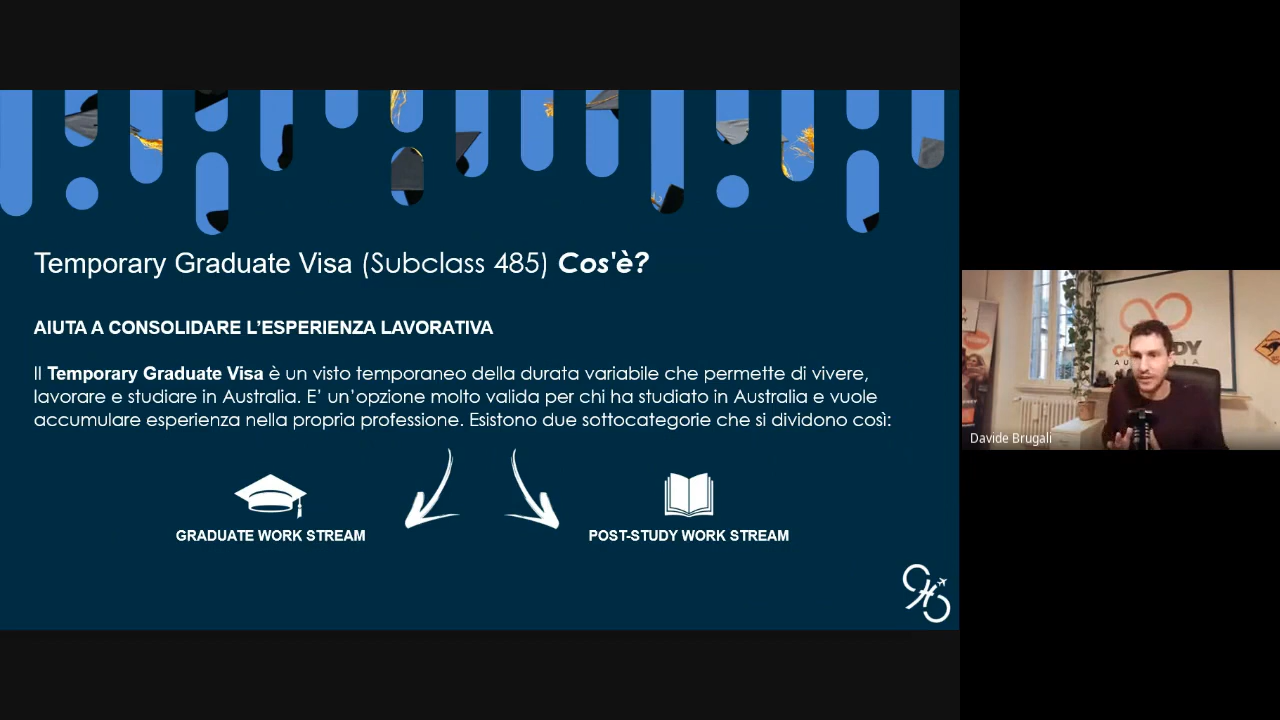 Temporary Graduate Visa (Subclass 485) Cos'è?
AIUTA A CONSOLIDARE L’ESPERIENZA LAVORATIVA
Il Temporary Graduate Visa è un visto temporaneo della durata variabile che permette di vivere,
lavorare e studiare in Australia. E’ un’opzione molto valida per chi ha studiato in Australia e vuole
accumulare esperienza nella propria professione. Esistono due sottocategorie che si dividono così:
GRADUATE WORK STREAM
POST-STUDY WORK STREAM
Davide Brugali